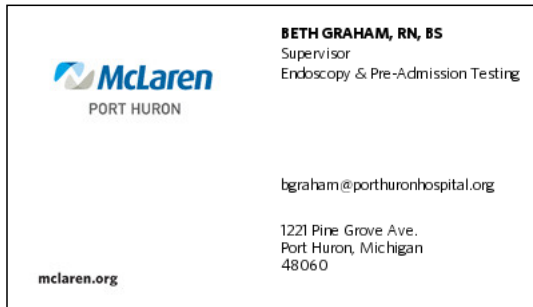 McLaren
PORT HURON
mclaren.org
BETH GRAHAM, RN, BS
Supervisor
Endoscopy & Pre-Admission Testing
bgraham@porthuronhospital.org
1221 Pine Grove Ave.
Port Huron, Michigan
48060